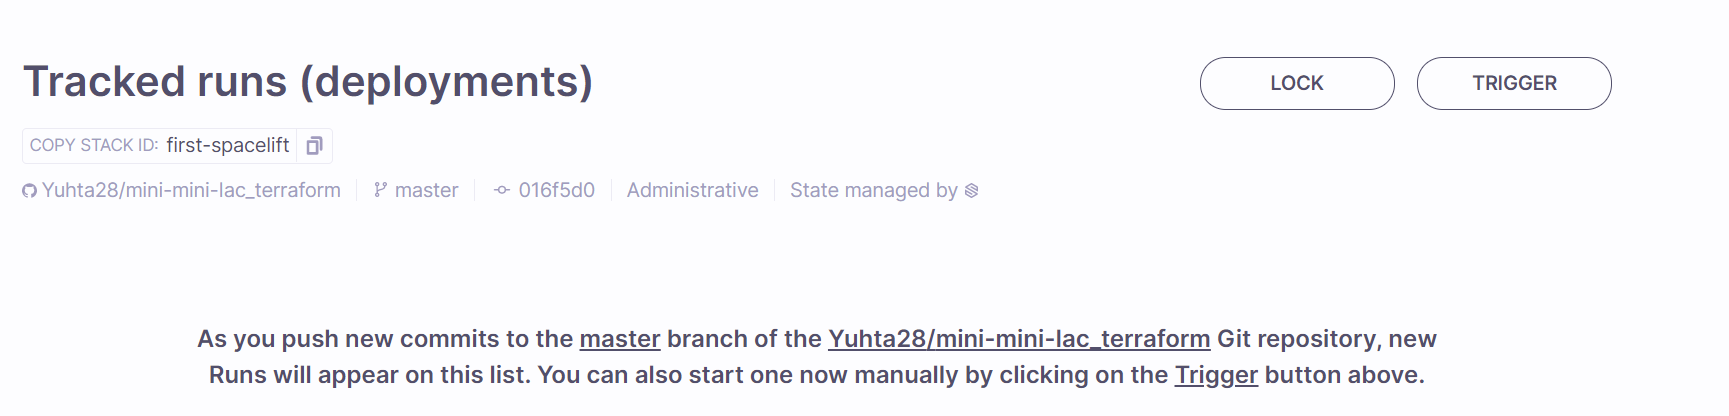 Tracked runs (deployments)
LOCK
TRIGGER
COPY STACK ID: first-spacelift
Yuhta28/mini-mini-lac_terraform master 016f5d0 Administrative State managed by
As you push new commits to the master branch of the Yuhta28/mini-mini-lac_terraform Git repository, new
Runs will appear on this list. You can also start one now manually by clicking on the Trigger button above.